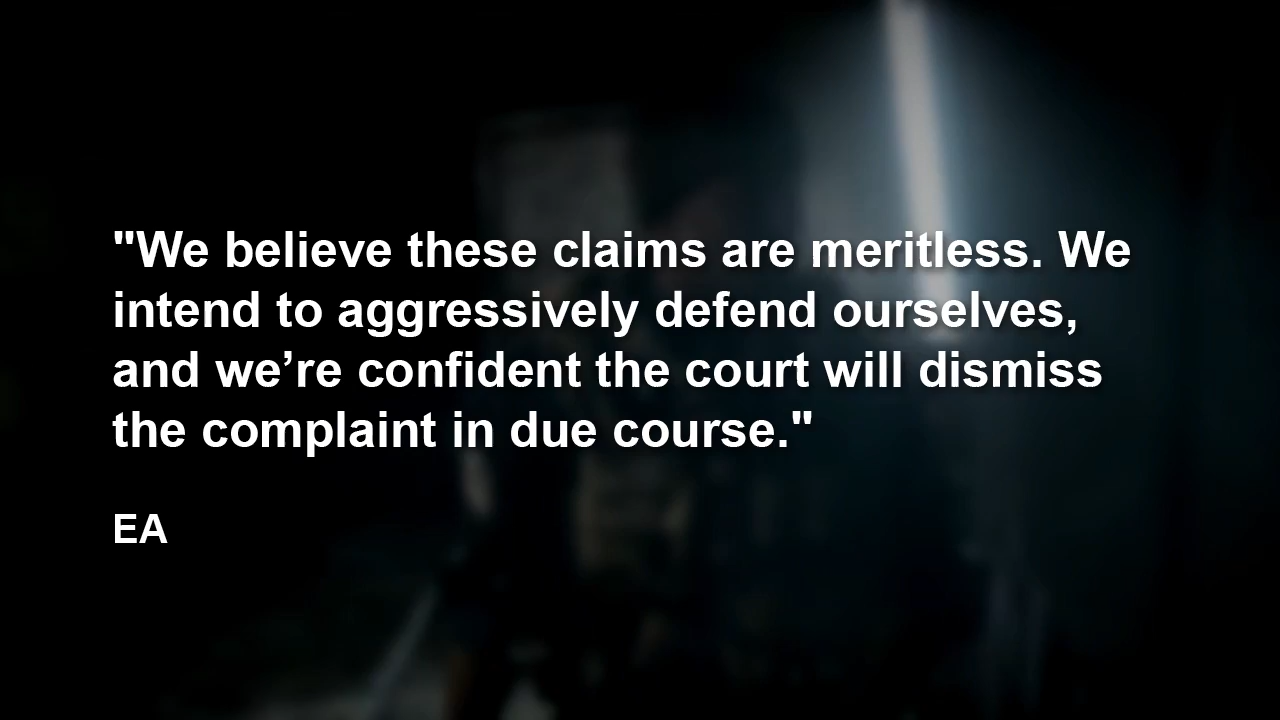 "We believe these claims are meritless. We
intend to aggressively defend ourselves,
and we’re confident the court will dismiss
the complaint in due course."
EA